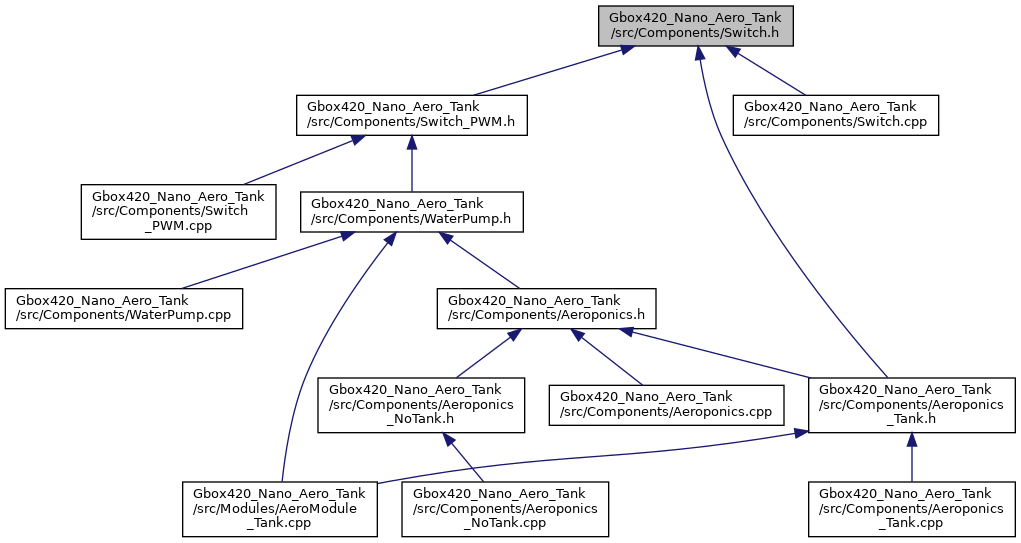 Gbox420_Nano_Aero_Tank
/src/Components/Switch.h
Gbox420_Nano_Aero_Tank
/src/Components/Switch_PWM.h
Gbox420_Nano_Aero_Tank
/src/Components/Switch.cpp
Gbox420_Nano_Aero_Tank
/src/Components/Switch
_PWM.cpp
Gbox420_Nano_Aero_Tank
/src/Components/WaterPump.h
Gbox420_Nano_Aero_Tank
/src/Components/WaterPump.cpp
Gbox420_Nano_Aero_Tank
/src/Components/Aeroponics.h
Gbox420_Nano_Aero_Tank
/src/Components/Aeroponics
_NoTank.h
Gbox420_Nano_Aero_Tank
/src/Components/Aeroponics.cpp
Gbox420_Nano_Aero_Tank
/src/Components/Aeroponics
_Tank.h
Gbox420_Nano_Aero_Tank
/src/Modules/AeroModule
_Tank.cpp
Gbox420_Nano_Aero_Tank
/src/Components/Aeroponics
_NoTank.cpp
Gbox420_Nano_Aero_Tank
/src/Components/Aeroponics
_Tank.cpp